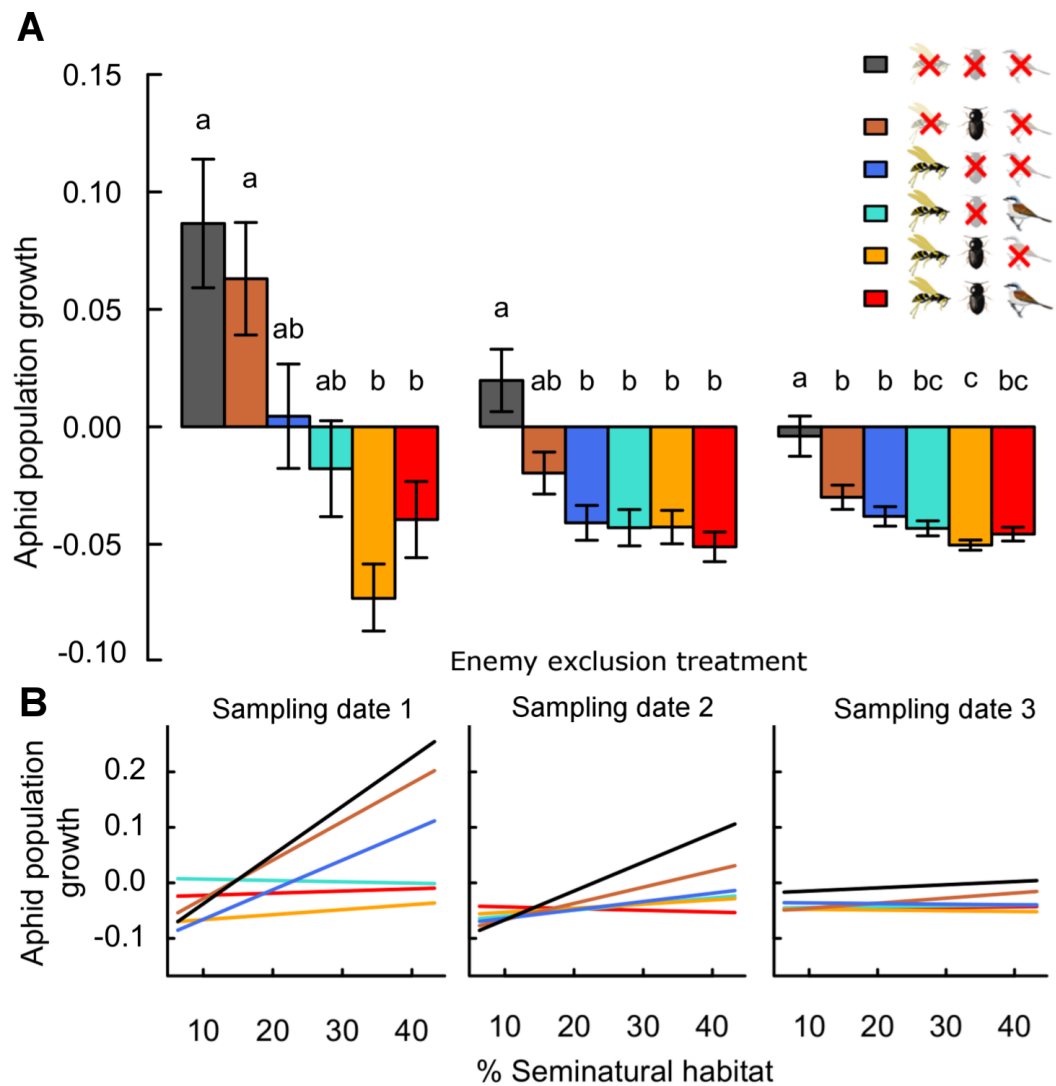 A
Aphid population growth
0.15
0.10
0.05
0.00
-0.05
-0.10
a
a
ab
ab
b
b
a
ab
b
b
b
b
a
b
b
bc
c
bc
Enemy exclusion treatment
B
Sampling date 1
Sampling date 2
Sampling date 3
Aphid population
growth
0.2
0.1
0.0
-0.1
10 20 30 40
10 20 30 40
10 20 30 40
% Seminatural habitat